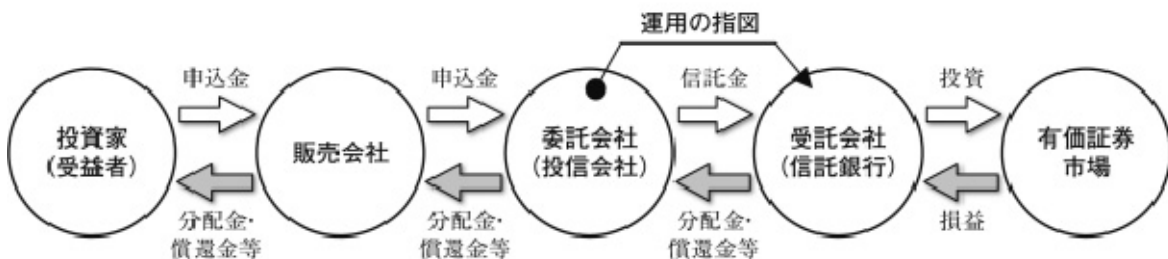 運用の指図
申込金
申込金
信託金
投資
投資家
(受益者)
販売会社
委託会社
(投信会社)
受託会社
(信託銀行)
有価証券
市場
分配金・
償還金等
分配金・
償還金等
分配金・
償還金等
損益